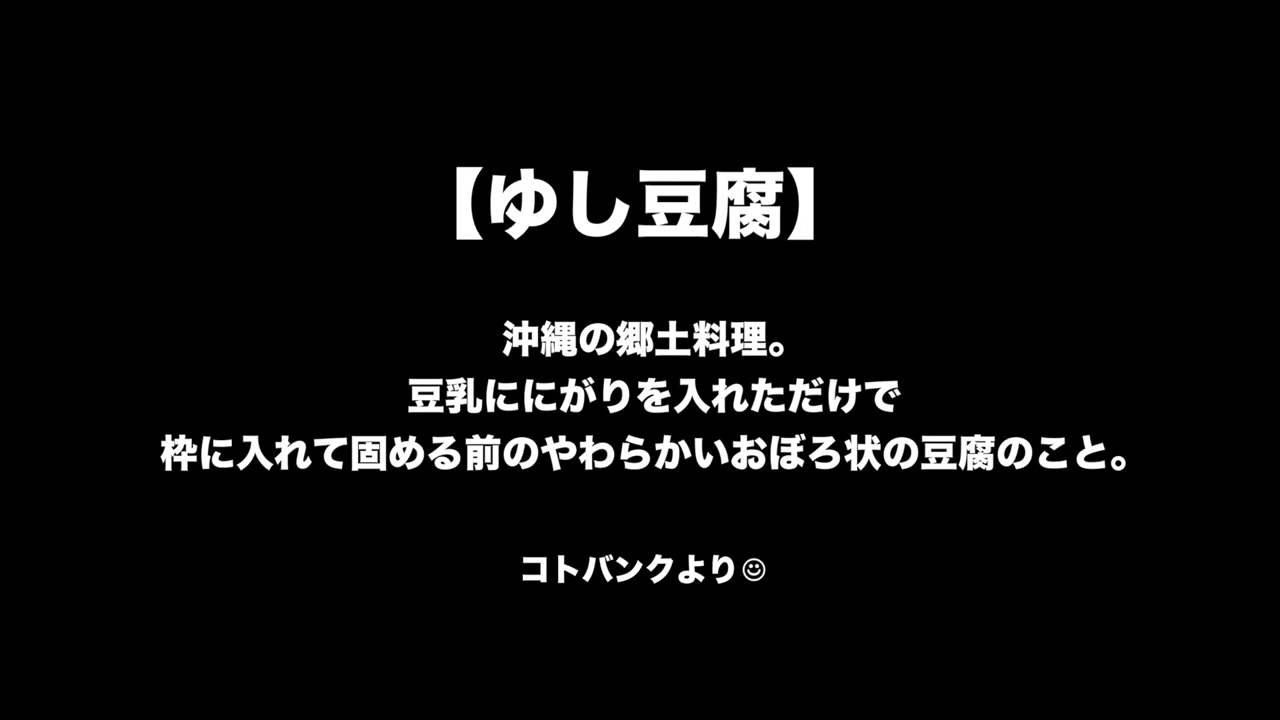 【ゆし豆腐】
沖縄の郷土料理。
豆乳ににがりを入れただけで
枠に入れて固める前のやわらかいおぼろ状の豆腐のこと。
コトバンクより☺